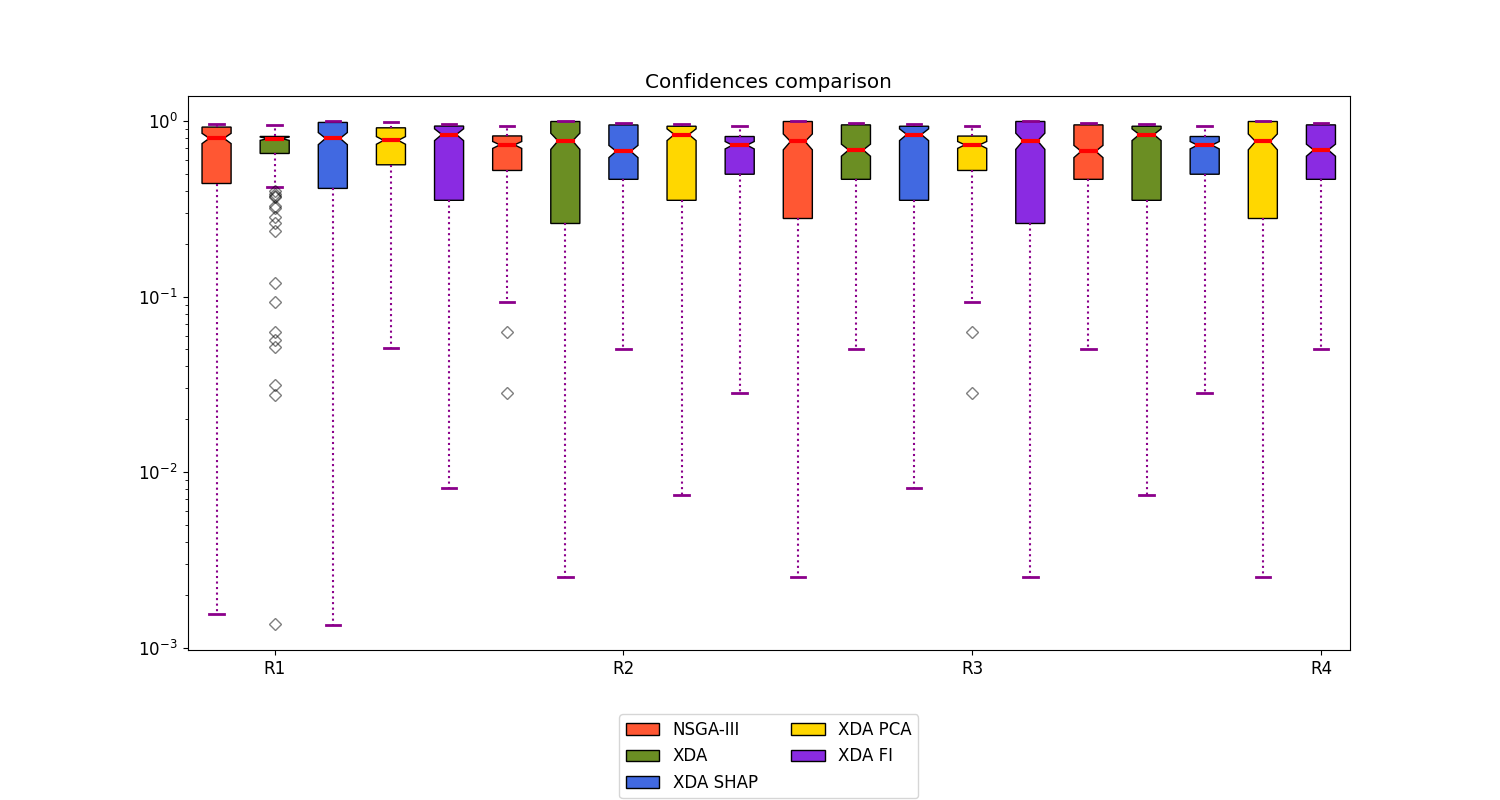 Confidences comparison
10⁰
10⁻¹
10⁻²
10⁻³
R1 R2 R3 R4
NSGA-III XDA PCA
XDA XDA FI
XDA SHAP